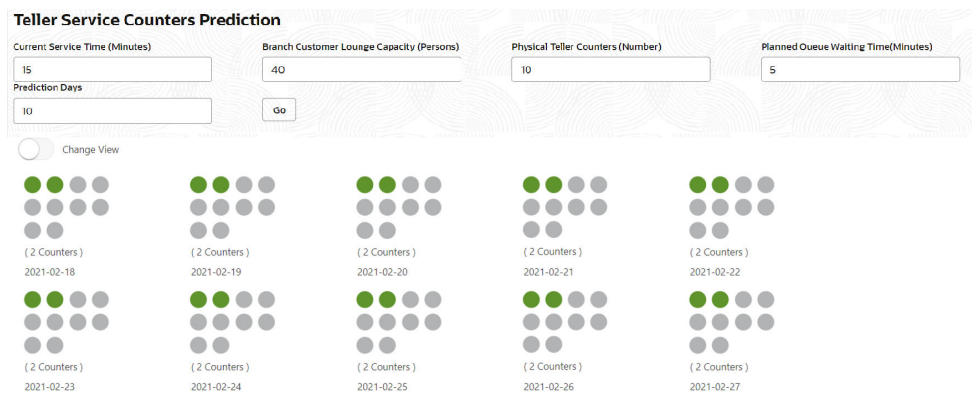 Teller Service Counters Prediction
Current Service Time (Minutes) Branch Customer Lounge Capacity (Persons) Physical Teller Counters (Number) Planned Queue Waiting Time(Minutes)
15 40 10 5
Prediction Days
10 Go
Change View
( 2 Counters ) ( 2 Counters ) ( 2 Counters ) ( 2 Counters ) ( 2 Counters )
2021-02-18 2021-02-19 2021-02-20 2021-02-21 2021-02-22
( 2 Counters ) ( 2 Counters ) ( 2 Counters ) ( 2 Counters ) ( 2 Counters )
2021-02-23 2021-02-24 2021-02-25 2021-02-26 2021-02-27